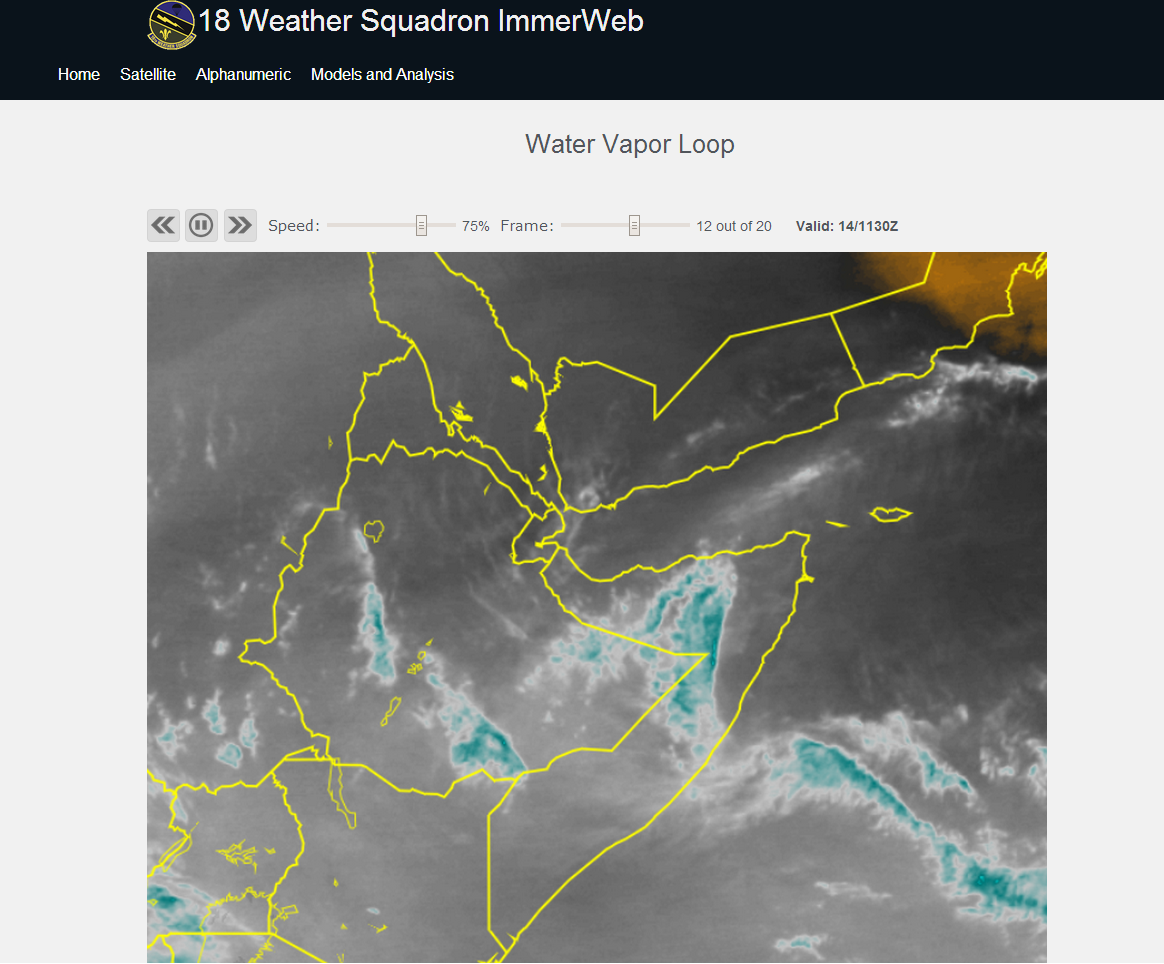 18 Weather Squadron ImmerWeb
Home Satellite Alphanumeric Models and Analysis
Water Vapor Loop
Speed: 75% Frame: 12 out of 20 Valid: 14/1130Z